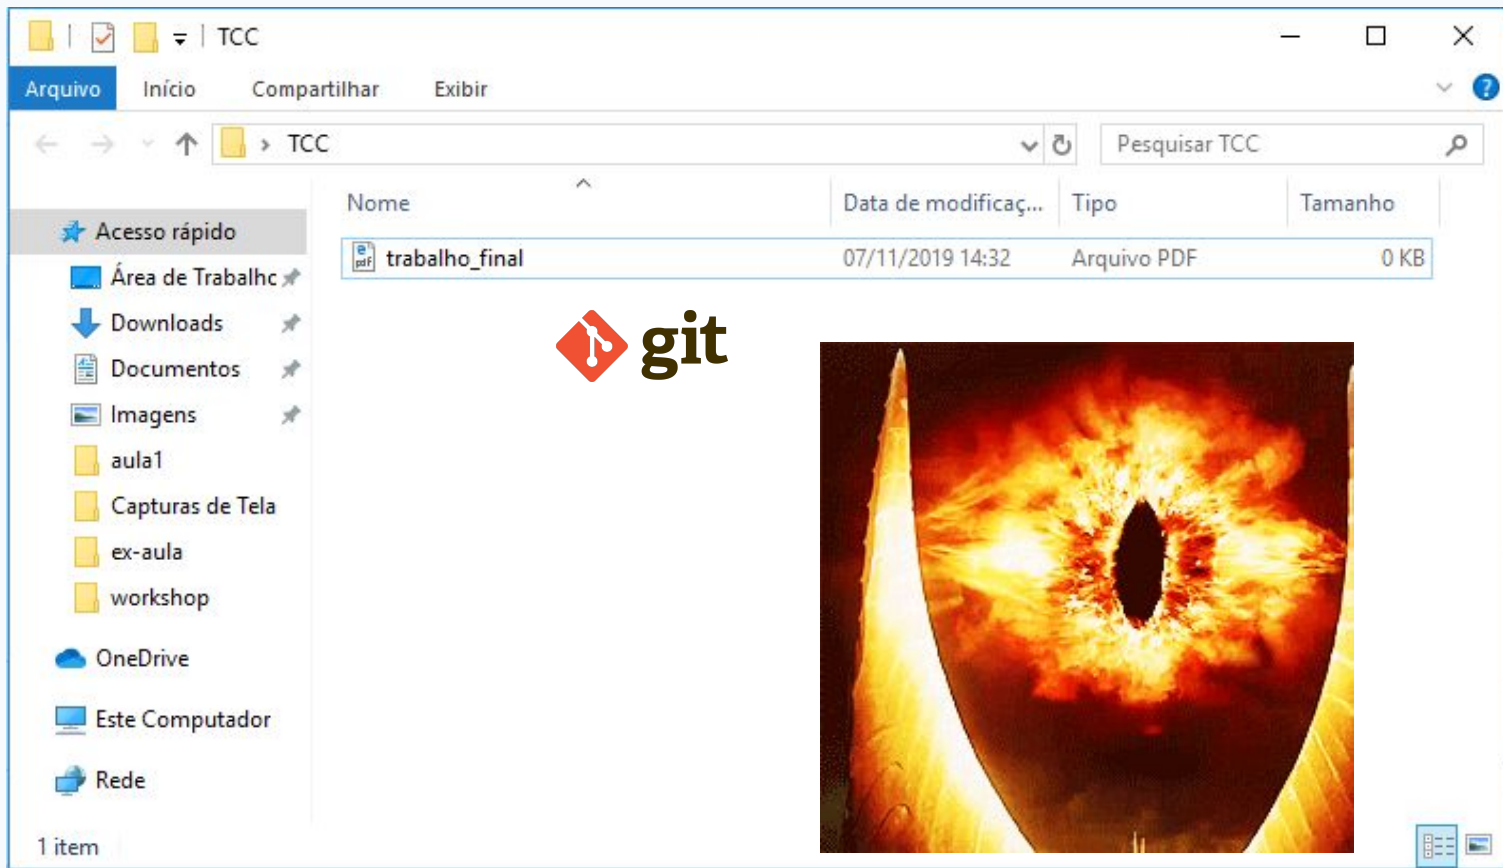 TCC
Arquivo Início Compartilhar Exibir
TCC Pesquisar TCC
Nome Data de modificaç... Tipo Tamanho
trabalho_final 07/11/2019 14:32 Arquivo PDF 0 KB
Acesso rápido
Área de Trabalhc
Downloads
Documentos
Imagens
aula1
Capturas de Tela
ex-aula
workshop
OneDrive
Este Computador
Rede
git
1 item